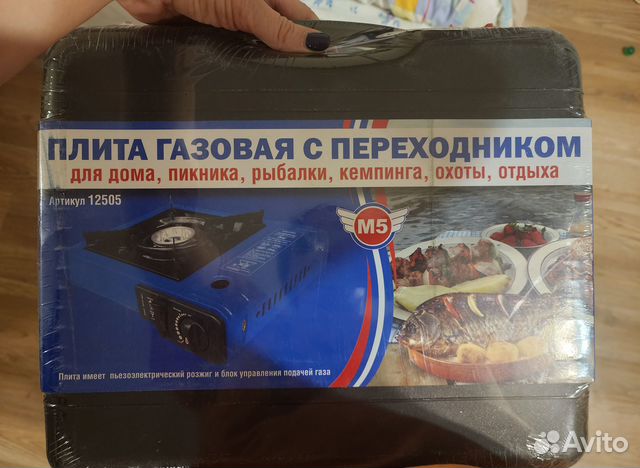 ПЛИТА ГАЗОВАЯ С ПЕРЕХОДНИКОМ
для дома, пикника, рыбалки, кемпинга, охоты, отдыха
Артикул 12505
М5
Плита имеет пьезоэлектрический розжиг и блок управления подачей газа
Avito